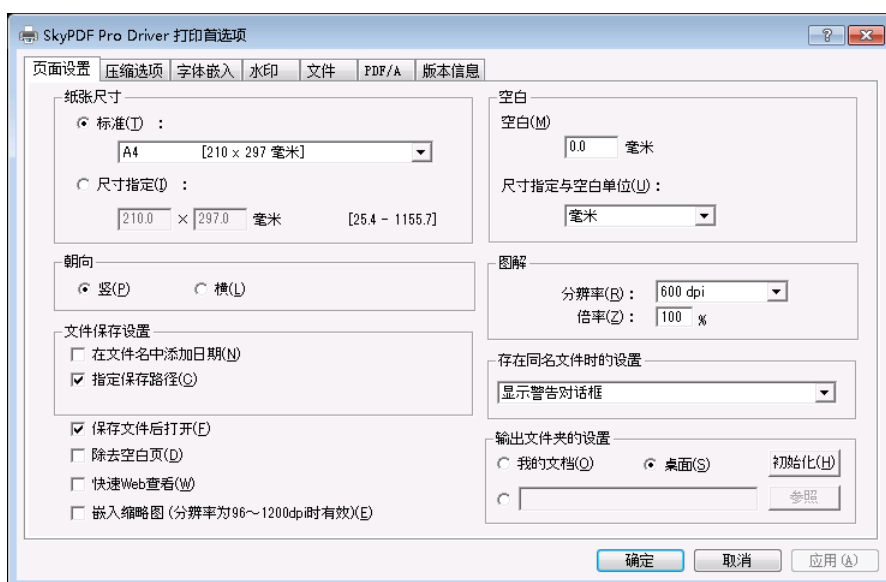 SkyPDF Pro Driver 打印首选项
页面设置 压缩选项 字体嵌入 水印 文件 PDF/A 版本信息
纸张尺寸
标准(T) :
A4 [210 x 297 毫米]
尺寸指定(I) :
210.0 × 297.0 毫米 [25.4 - 1155.7]
朝向
竖(P) 横(L)
文件保存设置
在文件名中添加日期(N)
指定保存路径(C)
保存文件后打开(F)
除去空白页(D)
快速Web查看(W)
嵌入缩略图(分辨率为96～1200dpi时有效)(E)
空白
空白(M)
0.0 毫米
尺寸指定与空白单位(U):
毫米
图解
分辨率(R): 600 dpi
倍率(Z): 100 %
存在同名文件时的设置
显示警告对话框
输出文件夹的设置
我的文档(O) 桌面(S) 初始化(H)
参照
确定 取消 应用(A)